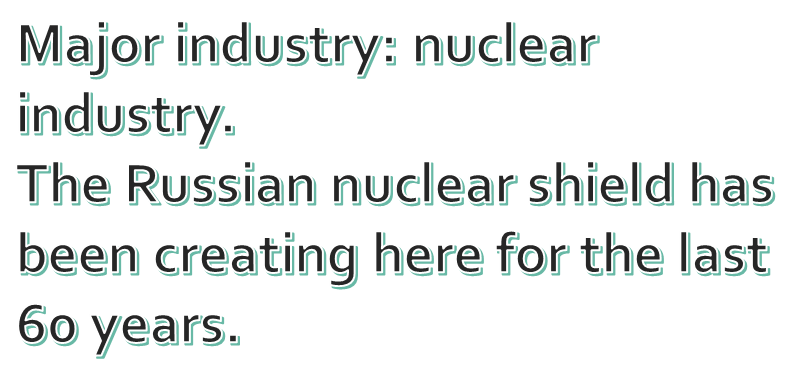 Major industry: nuclear
industry.
The Russian nuclear shield has
been creating here for the last
60 years.